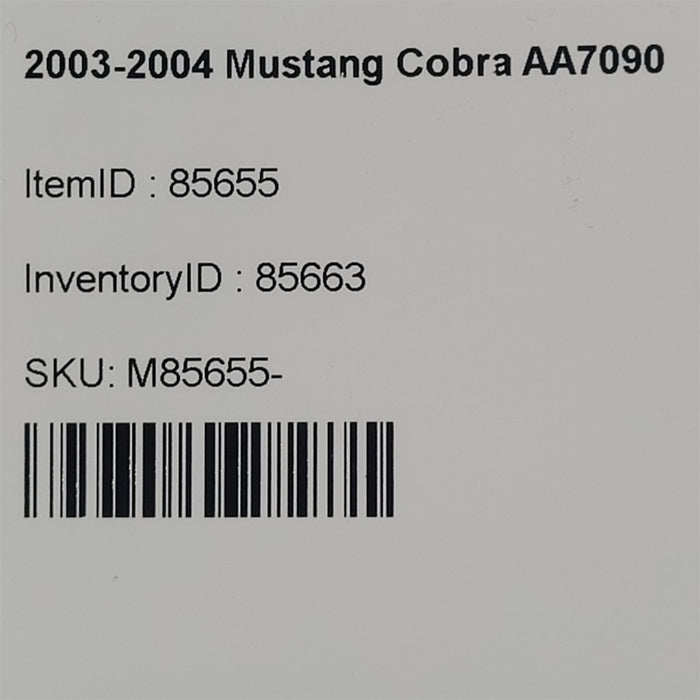 2003-2004 Mustang Cobra AA7090
ItemID : 85655
InventoryID : 85663
SKU: M85655-